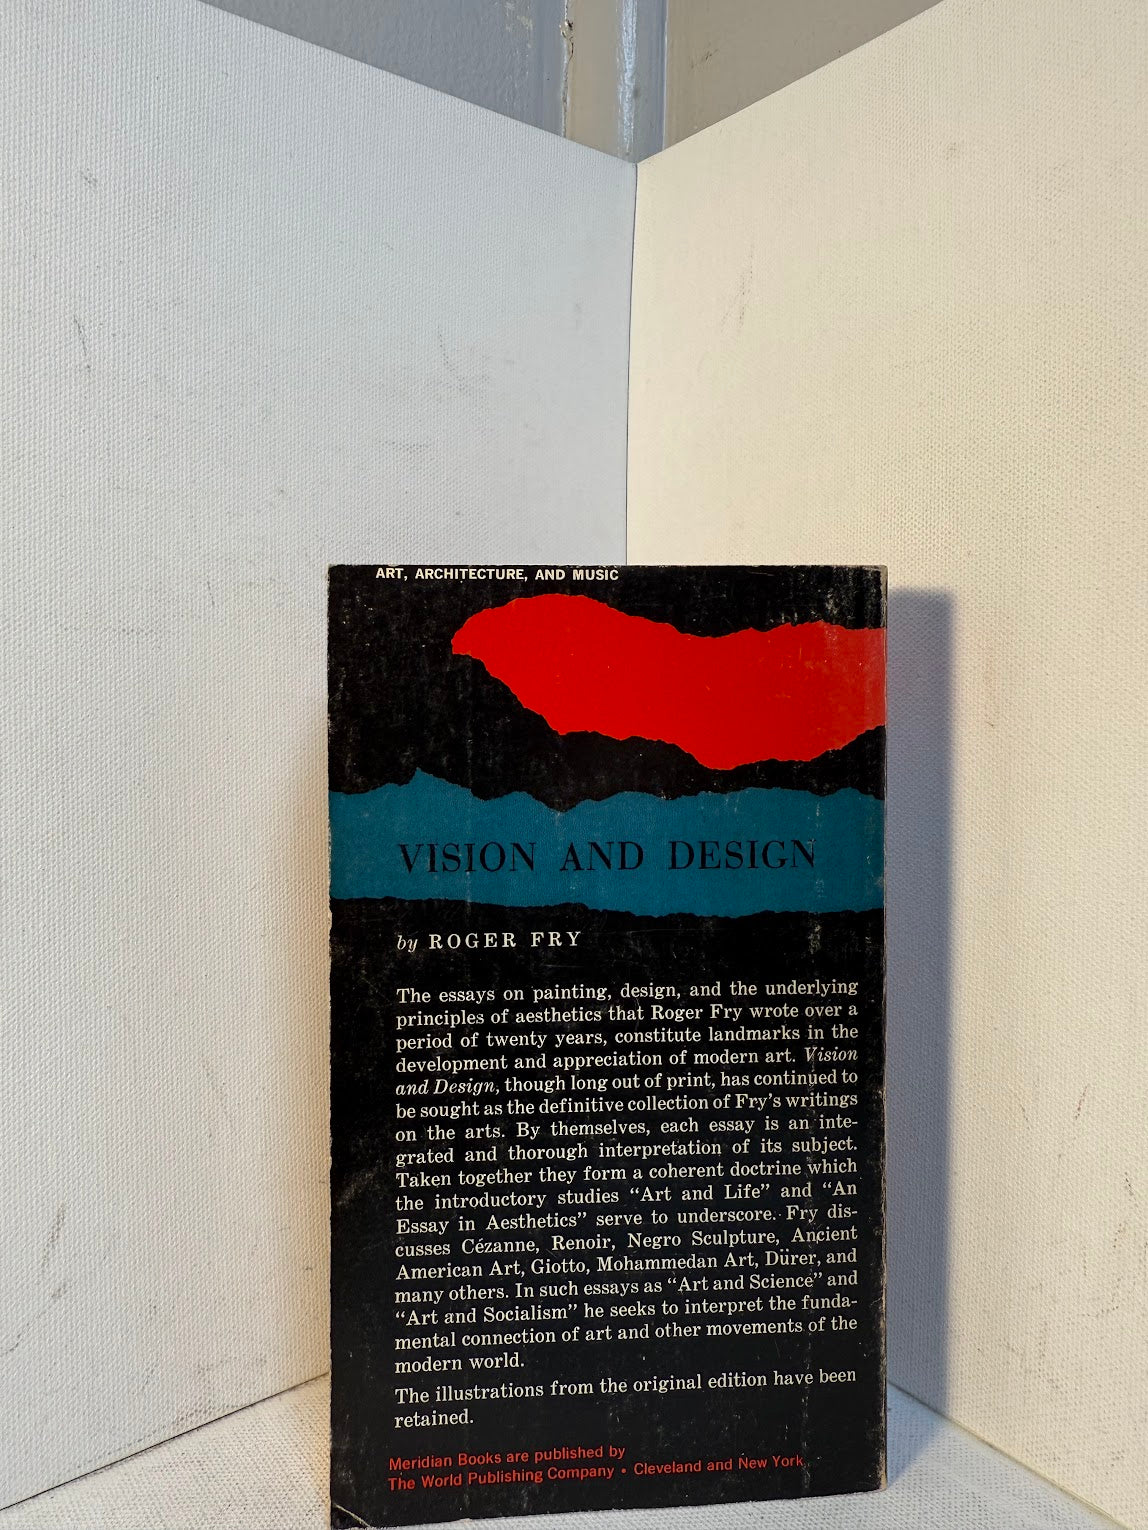 ART, ARCHITECTURE, AND MUSIC
VISION AND DESIGN
by ROGER FRY
The essays on painting, design, and the underlying
principles of aesthetics that Roger Fry wrote over a
period of twenty years, constitute landmarks in the
development and appreciation of modern art. Vision
and Design, though long out of print, has continued to
be sought as the definitive collection of Fry's writings
on the arts. By themselves, each essay is an inte-
grated and thorough interpretation of its subject.
Taken together they form a coherent doctrine which
the introductory studies “Art and Life” and “An
Essay in Aesthetics” serve to underscore. Fry dis-
cusses Cézanne, Renoir, Negro Sculpture, Ancient
American Art, Giotto, Mohammedan Art, Dürer, and
many others. In such essays as “Art and Science” and
“Art and Socialism” he seeks to interpret the funda-
mental connection of art and other movements of the
modern world.
The illustrations from the original edition have been
retained.
Meridian Books are published by
The World Publishing Company • Cleveland and New York